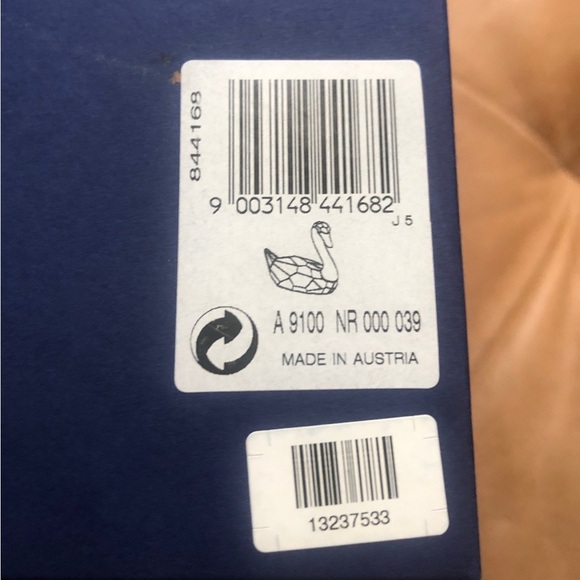 844168
9 003148 441682
J 5
A 9100 NR 000 039
MADE IN AUSTRIA
13237533